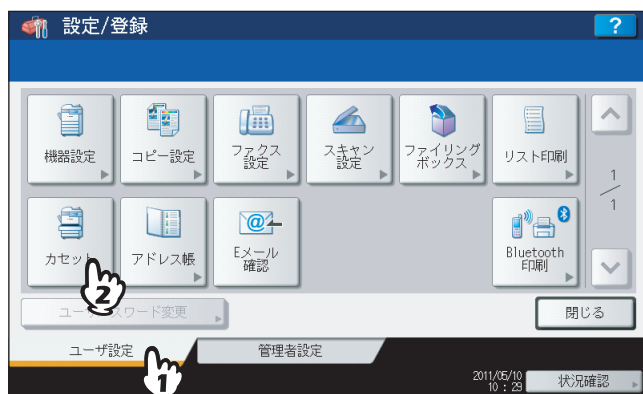 設定/登録
?
機器設定
コピー設定
ファクス
設定
スキャン
設定
ファイリング
ボックス
リスト印刷
1
1
カセット
2
アドレス帳
@
Eメール
確認
Bluetooth
印刷
パスワード変更
閉じる
ユーザ設定
1
管理者設定
2011/05/10
10:29
状況確認